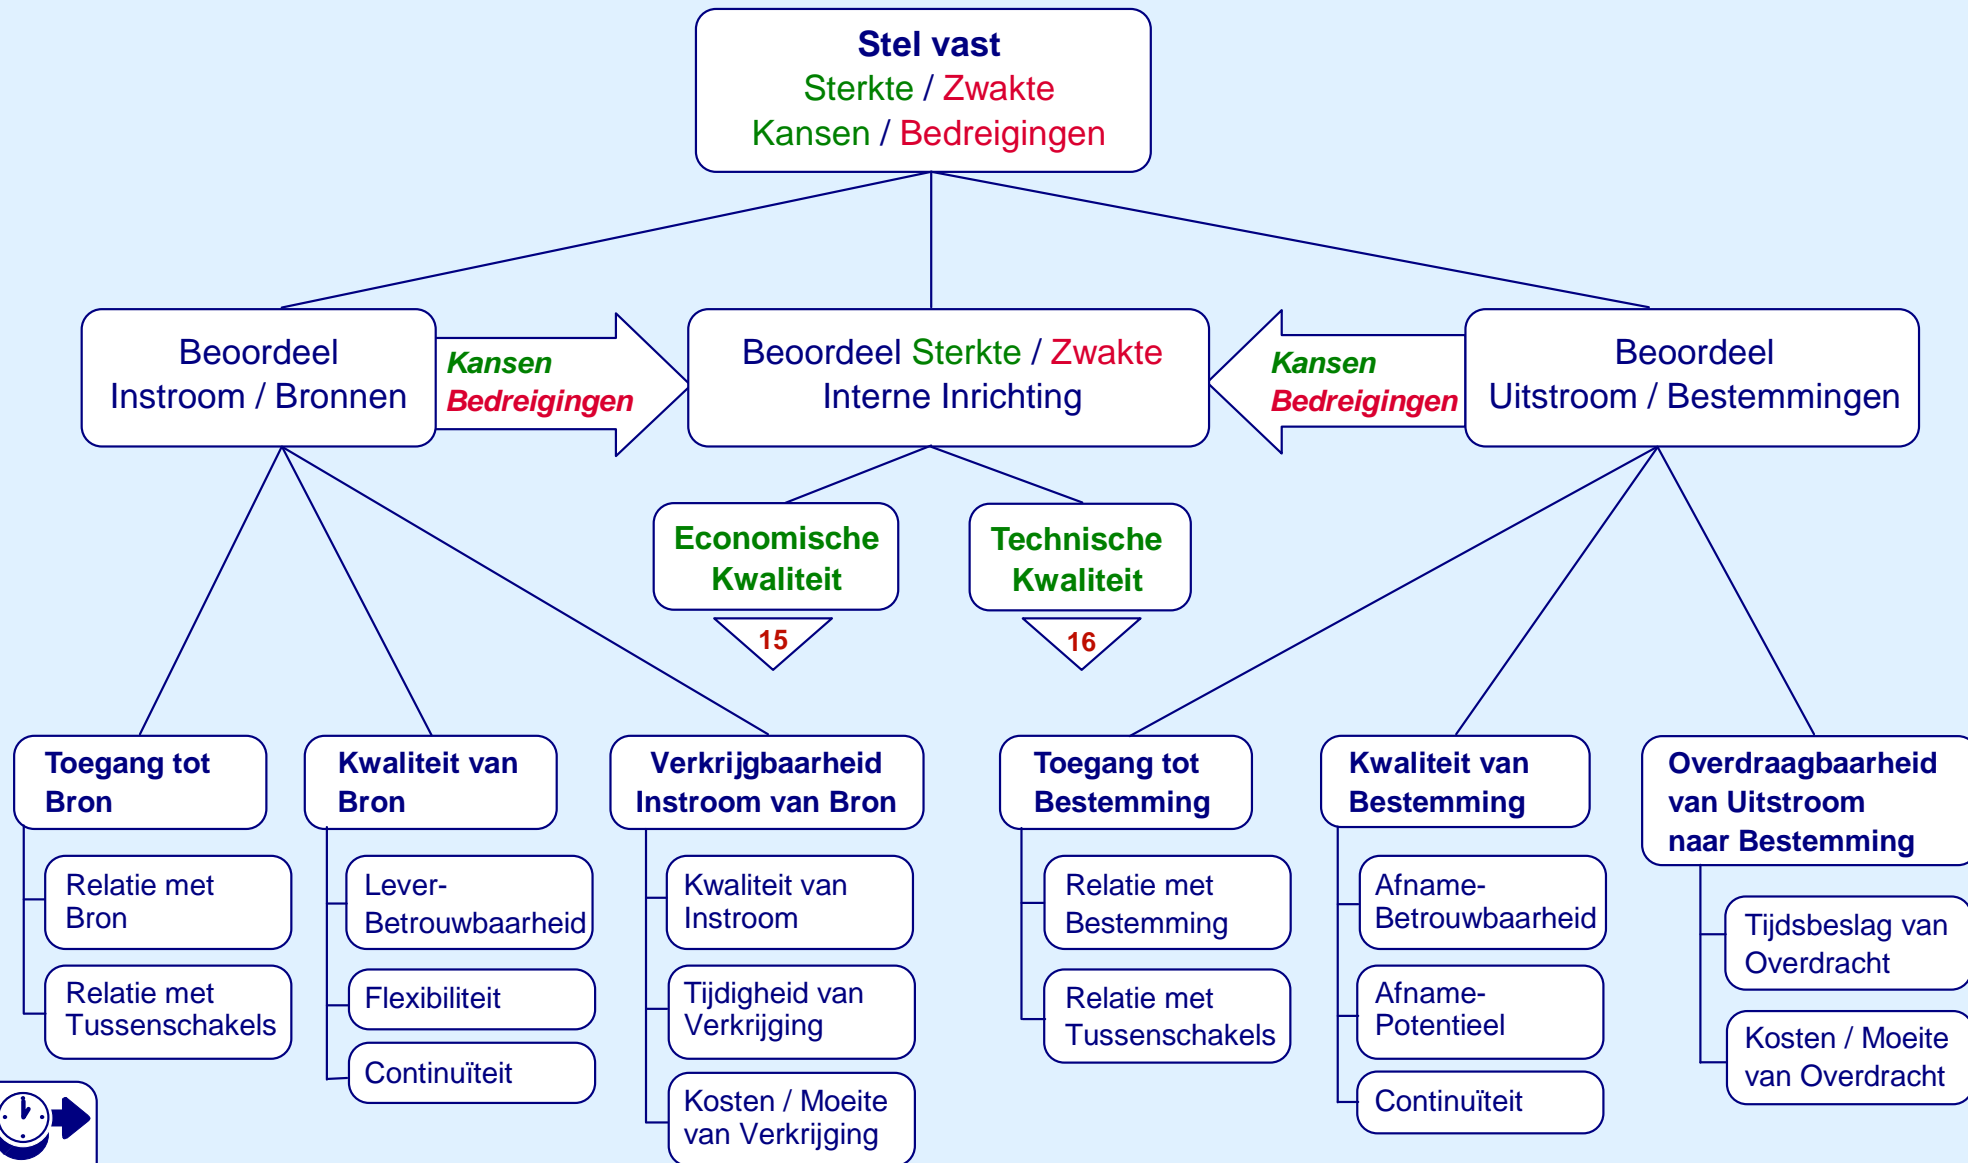 Stel vast
Sterkte / Zwakte
Kansen / Bedreigingen
Beoordeel
Instroom / Bronnen
Kansen
Bedreigingen
Beoordeel Sterkte / Zwakte
Interne Inrichting
Kansen
Bedreigingen
Beoordeel
Uitstroom / Bestemmingen
Economische
Kwaliteit
15
Technische
Kwaliteit
16
Toegang tot
Bron
Relatie met
Bron
Relatie met
Tussenschakels
Kwaliteit van
Bron
Lever-
Betrouwbaarheid
Flexibiliteit
Continuïteit
Verkrijgbaarheid
Instroom van Bron
Kwaliteit van
Instroom
Tijdigheid van
Verkrijging
Kosten / Moeite
van Verkrijging
Toegang tot
Bestemming
Relatie met
Bestemming
Relatie met
Tussenschakels
Kwaliteit van
Bestemming
Afname-
Betrouwbaarheid
Afname-
Potentieel
Continuïteit
Overdraagbaarheid
van Uitstroom
naar Bestemming
Tijdsbeslag van
Overdracht
Kosten / Moeite
van Overdracht